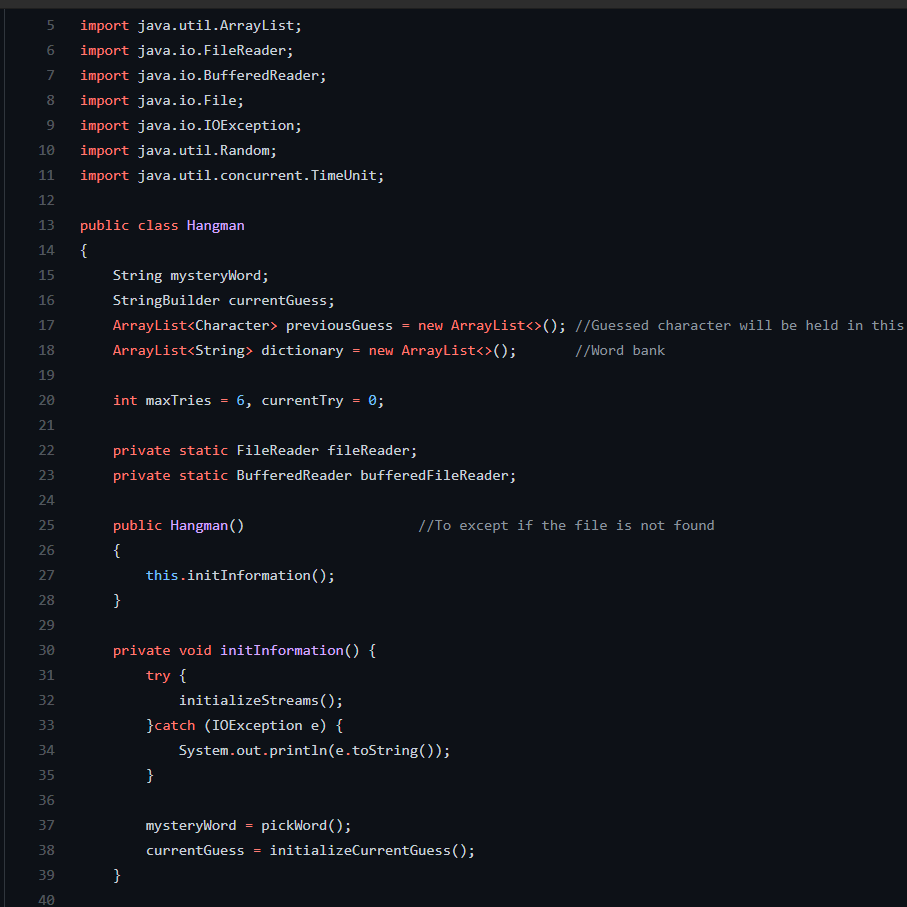 5 import java.util.ArrayList;
6 import java.io.FileReader;
7 import java.io.BufferedReader;
8 import java.io.File;
9 import java.io.IOException;
10 import java.util.Random;
11 import java.util.concurrent.TimeUnit;
12
13 public class Hangman
14 {
15     String mysteryWord;
16     StringBuilder currentGuess;
17     ArrayList<Character> previousGuess = new ArrayList<>(); //Guessed character will be held in this
18     ArrayList<String> dictionary = new ArrayList<>();       //Word bank
19
20     int maxTries = 6, currentTry = 0;
21
22     private static FileReader fileReader;
23     private static BufferedReader bufferedFileReader;
24
25     public Hangman()                     //To except if the file is not found
26     {
27         this.initInformation();
28     }
29
30     private void initInformation() {
31         try {
32             initializeStreams();
33         }catch (IOException e) {
34             System.out.println(e.toString());
35         }
36
37         mysteryWord = pickWord();
38         currentGuess = initializeCurrentGuess();
39     }
40